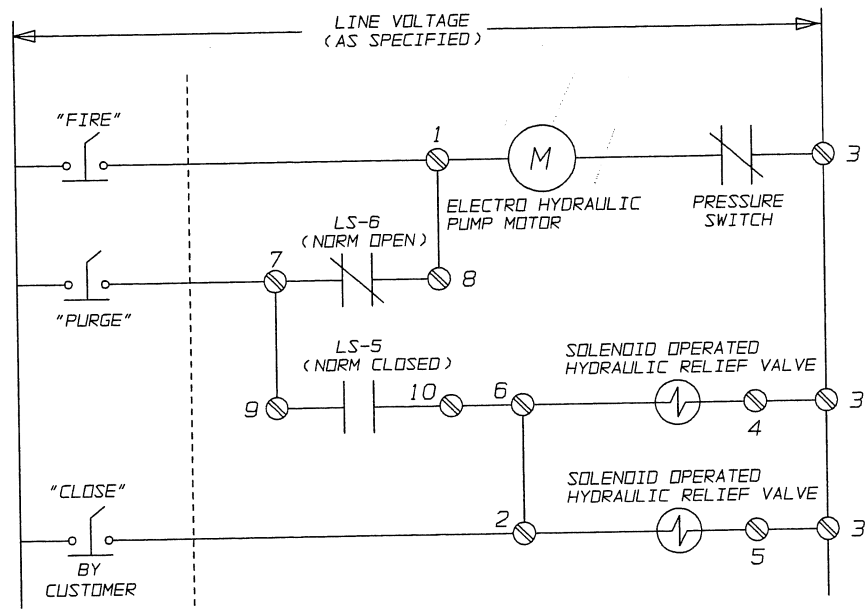 LINE VOLTAGE
(AS SPECIFIED)
"FIRE"
1
M
3
ELECTRO HYDRAULIC
PUMP MOTOR
PRESSURE
SWITCH
LS-6
(NORM OPEN)
7
8
"PURGE"
LS-5
(NORM CLOSED)
SOLENOID OPERATED
HYDRAULIC RELIEF VALVE
9
10
6
4
3
"CLOSE"
SOLENOID OPERATED
HYDRAULIC RELIEF VALVE
2
5
3
BY
CUSTOMER